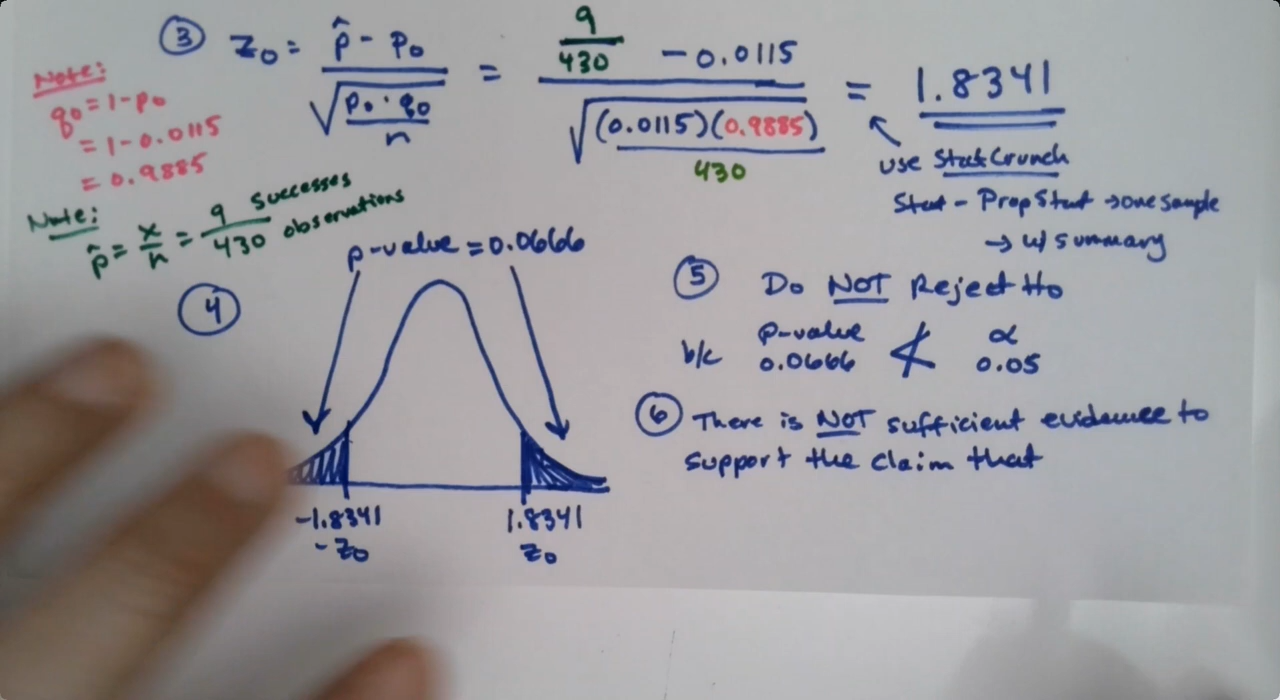 ③ z₀ = p̂ - p₀ / √(p₀·q₀ / n) = 9/430 - 0.0115 / √((0.0115)(0.9885) / 430) = 1.8341
Note:
q₀ = 1 - p₀
= 1 - 0.0115
= 0.9885
use StatCrunch
Stat - PropStat → one sample
→ w/ summary
Note:
p̂ = x/n = 9 successes / 430 observations
④
p-value = 0.0666
-1.8341
-z₀
1.8341
z₀
⑤ Do NOT Reject H₀
b/c p-value 0.0666 ≮ α 0.05
⑥ There is NOT sufficient evidence to
support the claim that